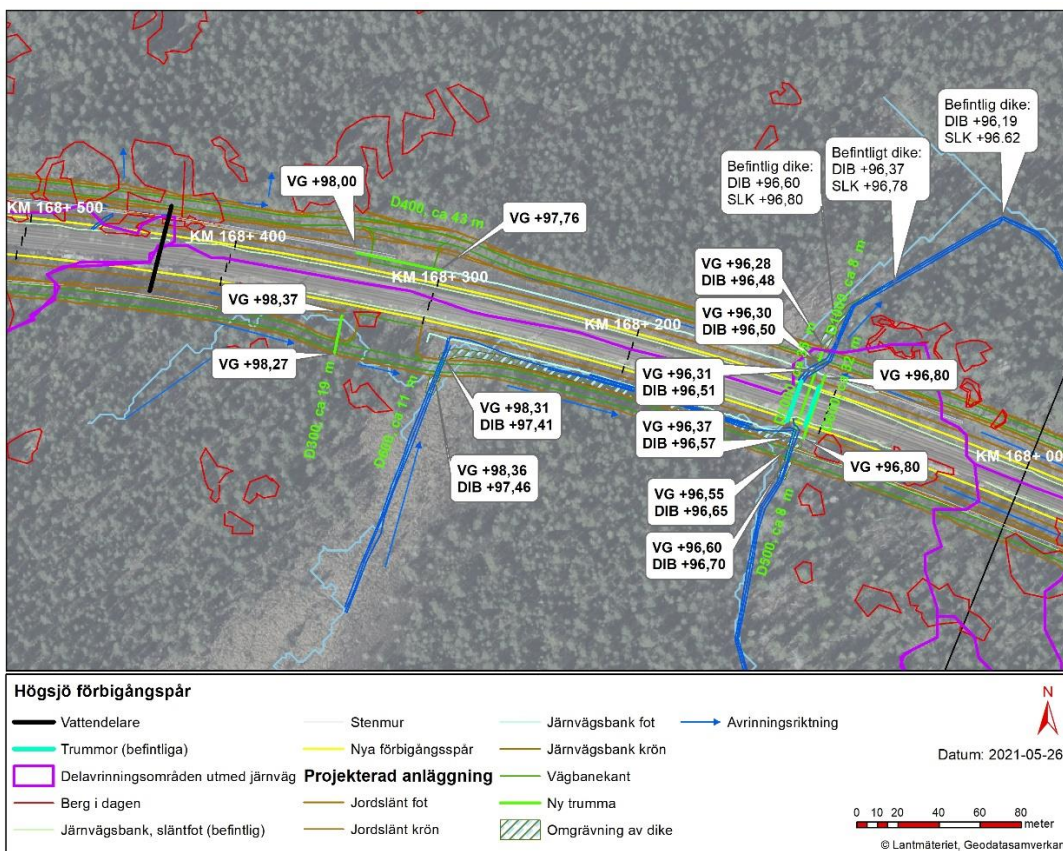 Befintlig dike:
DIB +96,19
SLK +96.62
Befintligt dike:
DIB +96,37
SLK +96,78
Befintlig dike:
DIB +96,60
SLK +96,80
VG +98,00
D400, ca 43 m
VG +97,76
KM 168+ 500
KM 168+ 400
KM 168+ 300
VG +96,28
DIB +96,48
D1000, ca 8 m
VG +98,37
VG +96,30
DIB +96,50
KM 168+ 200
VG +98,27
VG +96,31
DIB +96,51
VG +96,80
D300, ca 19 m
VG +98,31
DIB +97,41
VG +96,37
DIB +96,57
VG +96,80
KM 168+ 00
VG +98,36
DIB +97,46
VG +96,55
DIB +96,65
VG +96,60
DIB +96,70
D500, ca 8 m
Högsjö förbigångspår
Vattendelare
Trummor (befintliga)
Delavrinningsområden utmed järnväg
Berg i dagen
Järnvägsbank, släntfot (befintlig)
Stenmur
Nya förbigångsspår
Projekterad anläggning
Jordslänt fot
Jordslänt krön
Järnvägsbank fot
Järnvägsbank krön
Vägbanekant
Ny trumma
Omgrävning av dike
Avrinningsriktning
N
Datum: 2021-05-26
0 10 20 40 60 80
meter
© Lantmäteriet, Geodatasamverkan